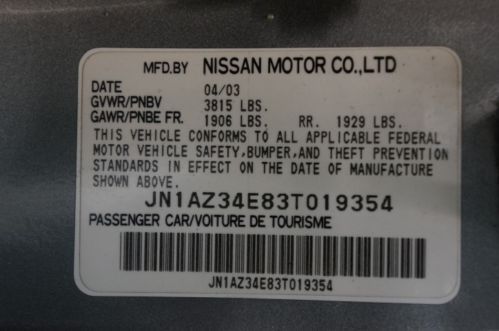 MFD.BY NISSAN MOTOR CO.,LTD
DATE 04/03
GVWR/PNBV 3815 LBS.
GAWR/PNBE FR. 1906 LBS. RR. 1929 LBS.
THIS VEHICLE CONFORMS TO ALL APPLICABLE FEDERAL
MOTOR VEHICLE SAFETY,BUMPER,AND THEFT PREVENTION
STANDARDS IN EFFECT ON THE DATE OF MANUFACTURE
SHOWN ABOVE.
JN1AZ34E83T019354
PASSENGER CAR/VOITURE DE TOURISME
JN1AZ34E83T019354